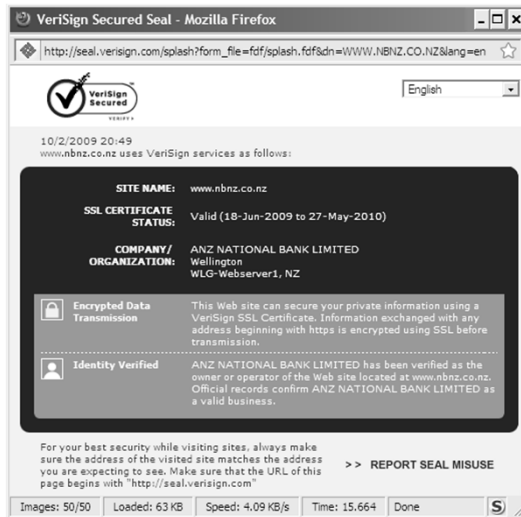 VeriSign Secured Seal - Mozilla Firefox
http://seal.verisign.com/splash?form_file=fdf/splash.fdf&dn=WWW.NBNZ.CO.NZ&lang=en
VeriSign
Secured
VERIFY>
English
10/2/2009 20:49
www.nbnz.co.nz uses VeriSign services as follows:
SITE NAME: www.nbnz.co.nz
SSL CERTIFICATE
STATUS: Valid (18-Jun-2009 to 27-May-2010)
COMPANY/ ANZ NATIONAL BANK LIMITED
ORGANIZATION: Wellington
WLG-Webserver1, NZ
Encrypted Data
Transmission
This Web site can secure your private information using a
VeriSign SSL Certificate. Information exchanged with any
address beginning with https is encrypted using SSL before
transmission.
Identity Verified
ANZ NATIONAL BANK LIMITED has been verified as the
owner or operator of the Web site located at www.nbnz.co.nz.
Official records confirm ANZ NATIONAL BANK LIMITED as
a valid business.
For your best security while visiting sites, always make
sure the address of the visited site matches the address
you are expecting to see. Make sure that the URL of this
page begins with "http://seal.verisign.com"
>> REPORT SEAL MISUSE
Images: 50/50 Loaded: 63 KB Speed: 4.09 KB/s Time: 15.664 Done S